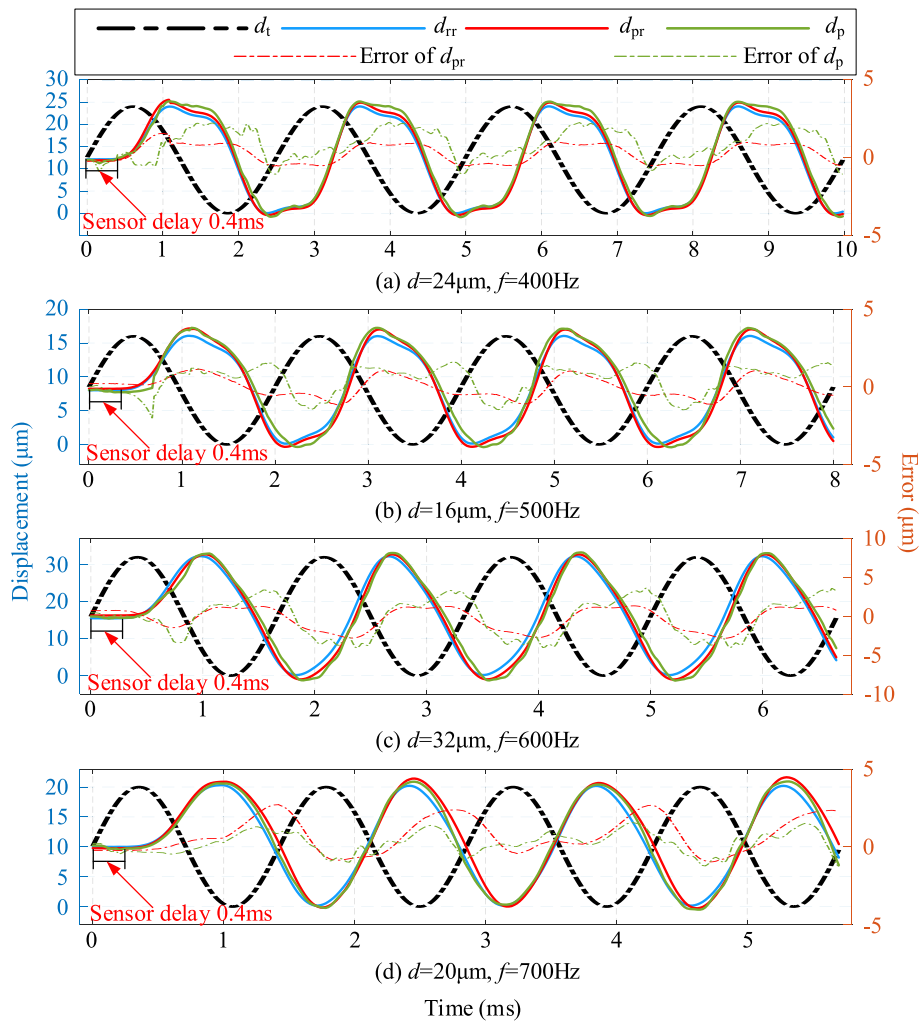 dt drr dpr dp
Error of dpr Error of dp
30
25
20
15
10
5
0
5
0
-5
Sensor delay 0.4ms
0 1 2 3 4 5 6 7 8 9 10
(a) d=24μm, f=400Hz
20
15
10
5
0
5
0
-5
Sensor delay 0.4ms
0 1 2 3 4 5 6 7 8
(b) d=16μm, f=500Hz
Displacement (μm)
Error (μm)
30
20
10
0
10
5
0
-5
-10
Sensor delay 0.4ms
0 1 2 3 4 5 6
(c) d=32μm, f=600Hz
20
15
10
5
0
5
0
-5
Sensor delay 0.4ms
0 1 2 3 4 5
(d) d=20μm, f=700Hz
Time (ms)